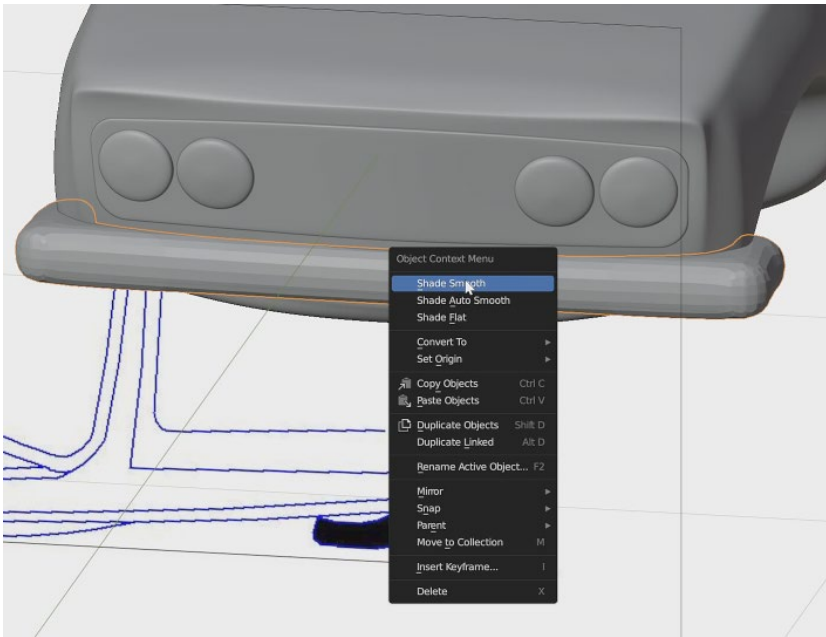 Object Context Menu
Shade Smooth
Shade Auto Smooth
Shade Flat
Convert To
Set Origin
Copy Objects Ctrl C
Paste Objects Ctrl V
Duplicate Objects Shift D
Duplicate Linked Alt D
Rename Active Object... F2
Mirror
Snap
Parent
Move to Collection M
Insert Keyframe... I
Delete X